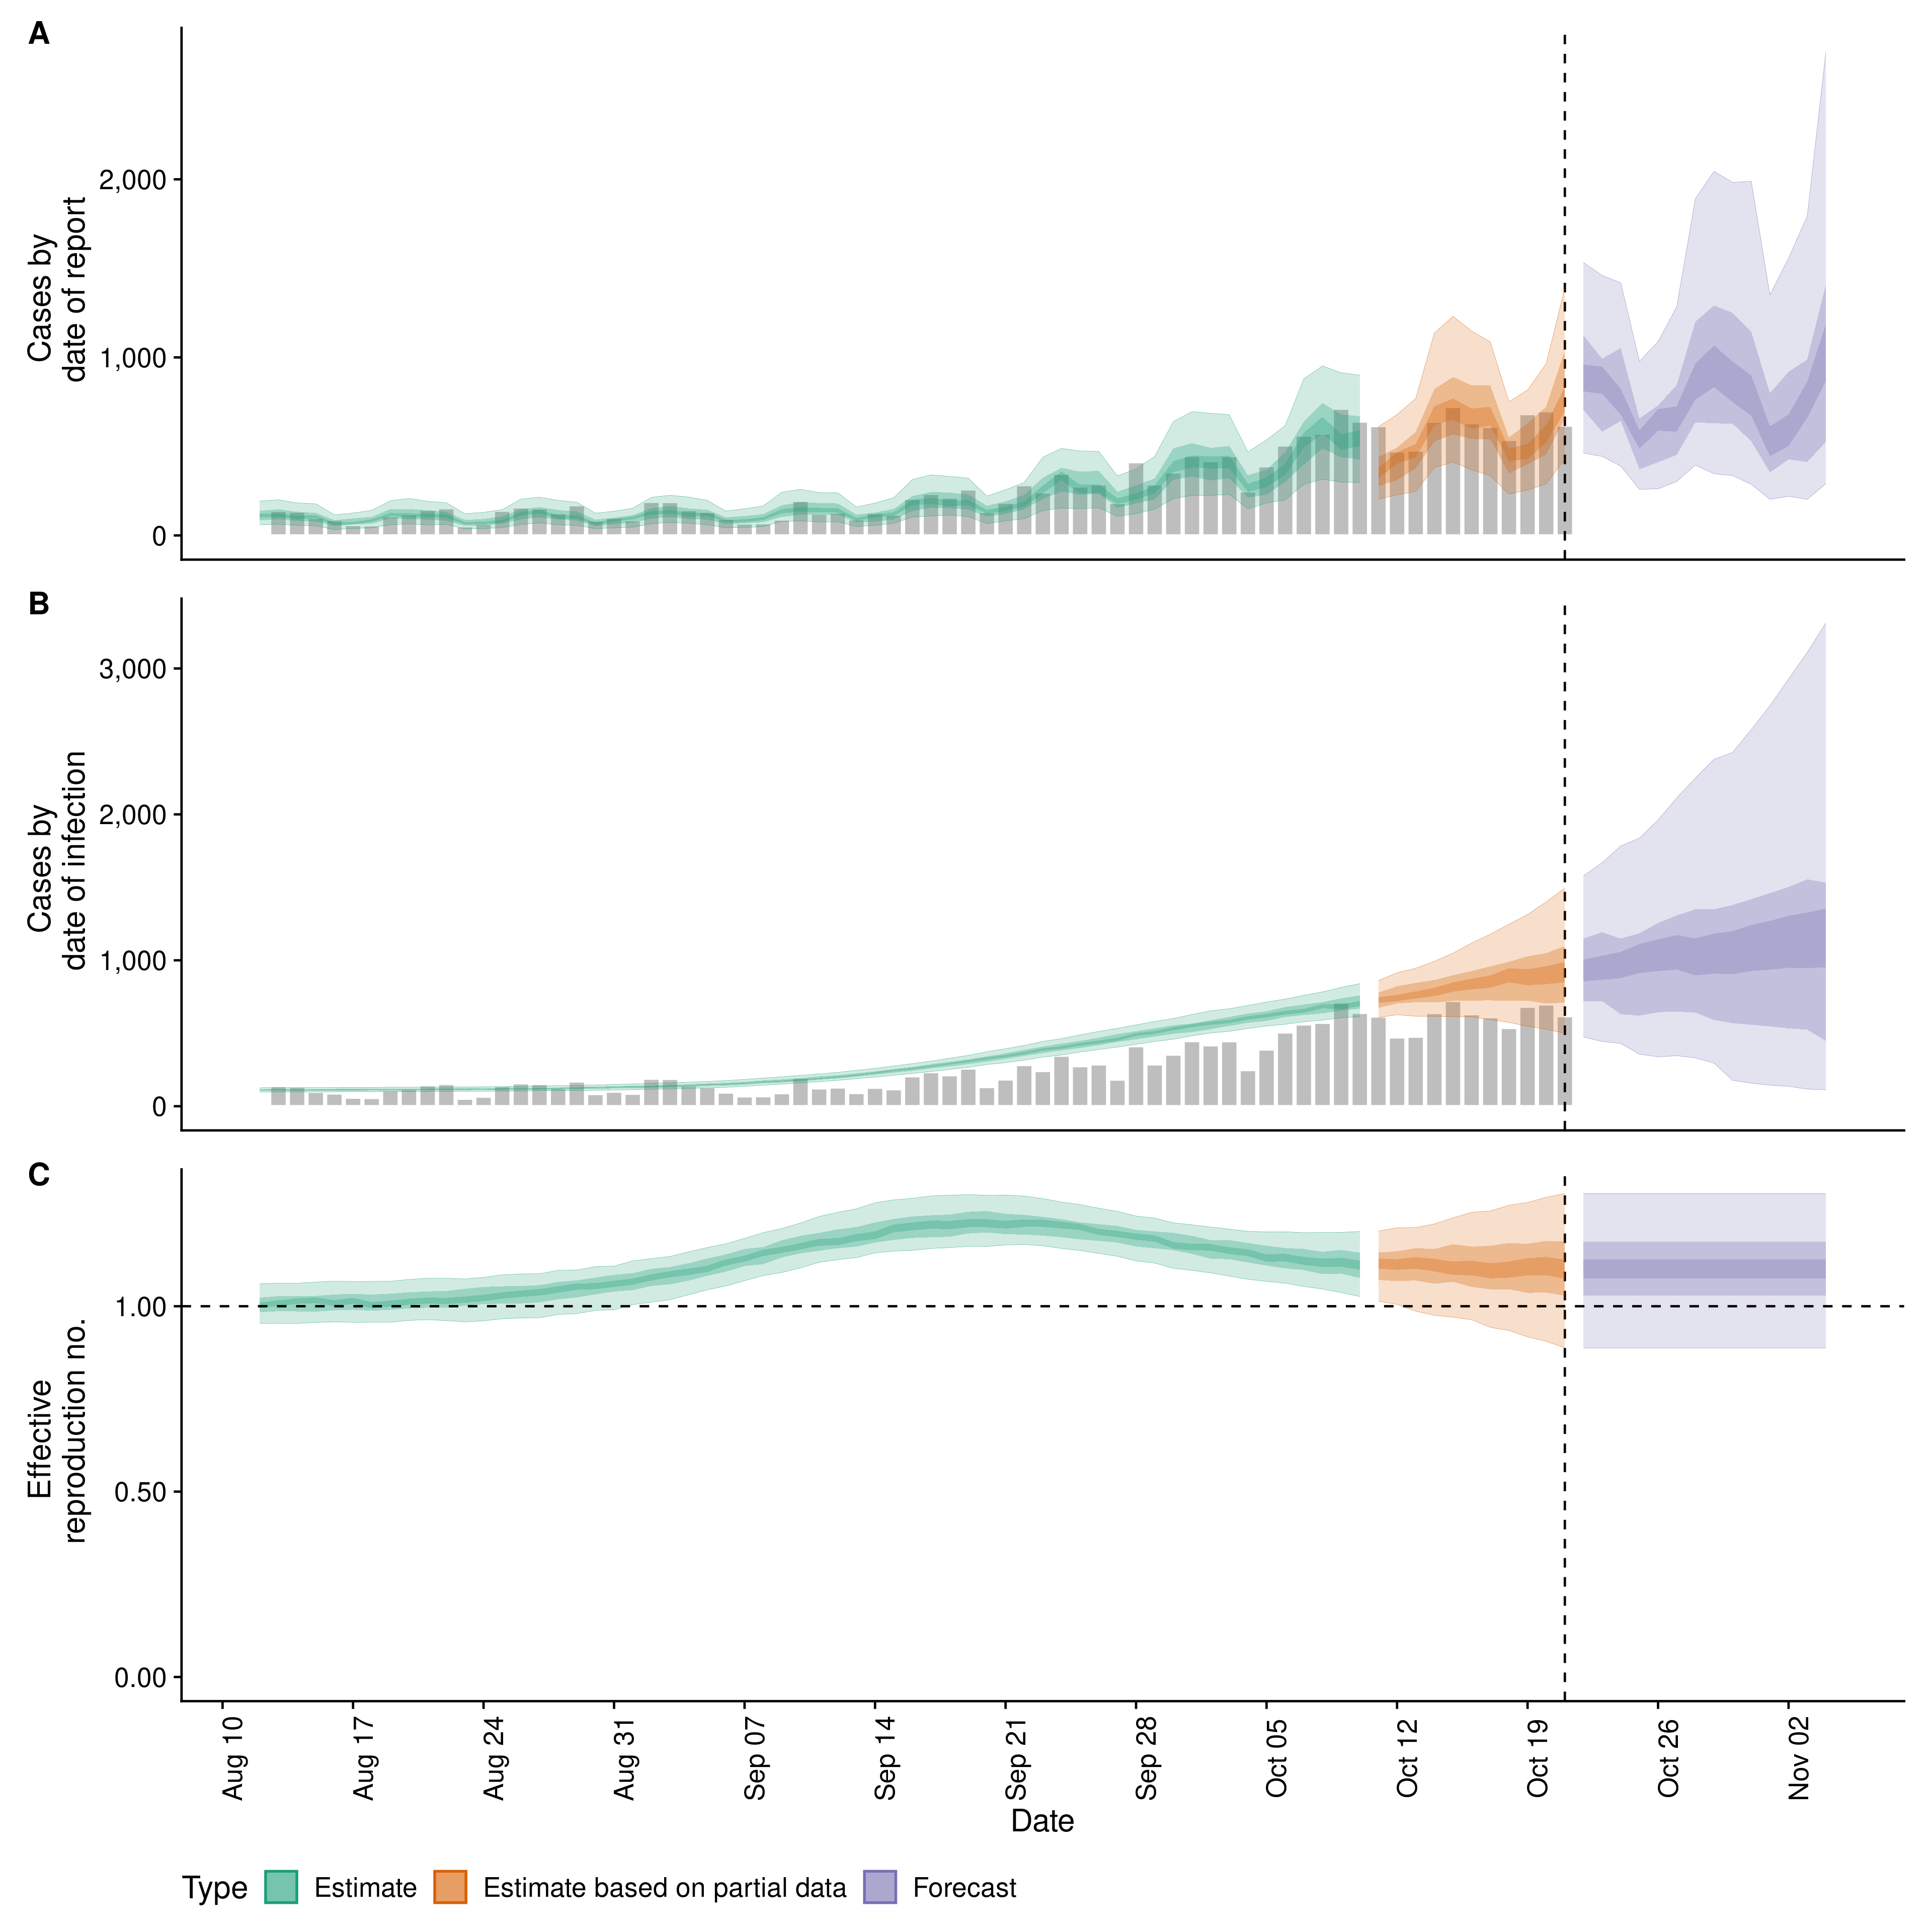 A
Cases by
date of report
2,000
1,000
0
B
Cases by
date of infection
3,000
2,000
1,000
0
C
Effective
reproduction no.
1.00
0.50
0.00
Aug 10
Aug 17
Aug 24
Aug 31
Sep 07
Sep 14
Sep 21
Sep 28
Oct 05
Oct 12
Oct 19
Oct 26
Nov 02
Date
Type Estimate Estimate based on partial data Forecast